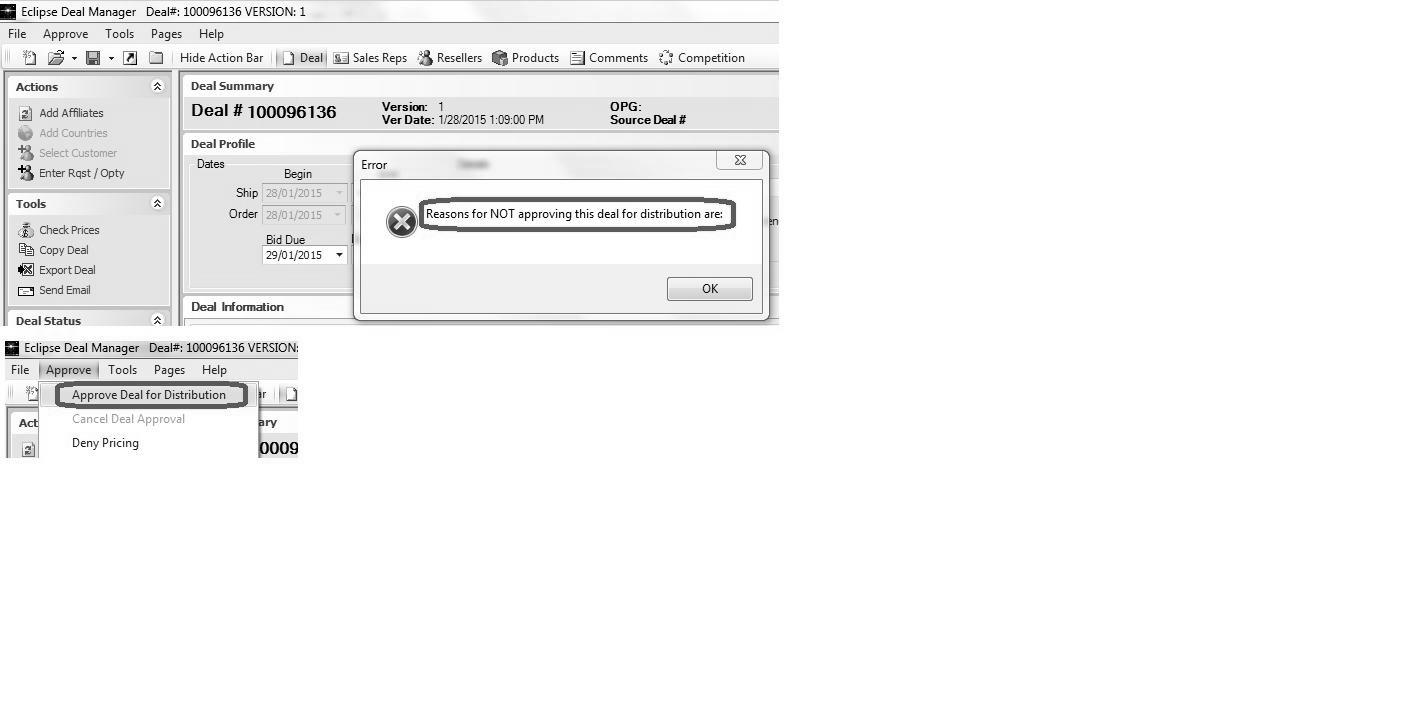 Eclipse Deal Manager Deal#: 100096136 VERSION: 1
File Approve Tools Pages Help
Hide Action Bar Deal Sales Reps Resellers Products Comments Competition
Actions
Add Affiliates
Add Countries
Select Customer
Enter Rqst / Opty
Tools
Check Prices
Copy Deal
Export Deal
Send Email
Deal Status
Deal Summary
Deal # 100096136 Version: 1 OPG:
Ver Date: 1/28/2015 1:09:00 PM Source Deal #
Deal Profile
Dates
Begin
Ship 28/01/2015
Order 28/01/2015
Bid Due
29/01/2015
Deal Information
Error
Reasons for NOT approving this deal for distribution are:
OK
en
Eclipse Deal Manager Deal#: 100096136 VERSION:
File Approve Tools Pages Help
Approve Deal for Distribution
Cancel Deal Approval
Deny Pricing
ar
Act
ary
0009